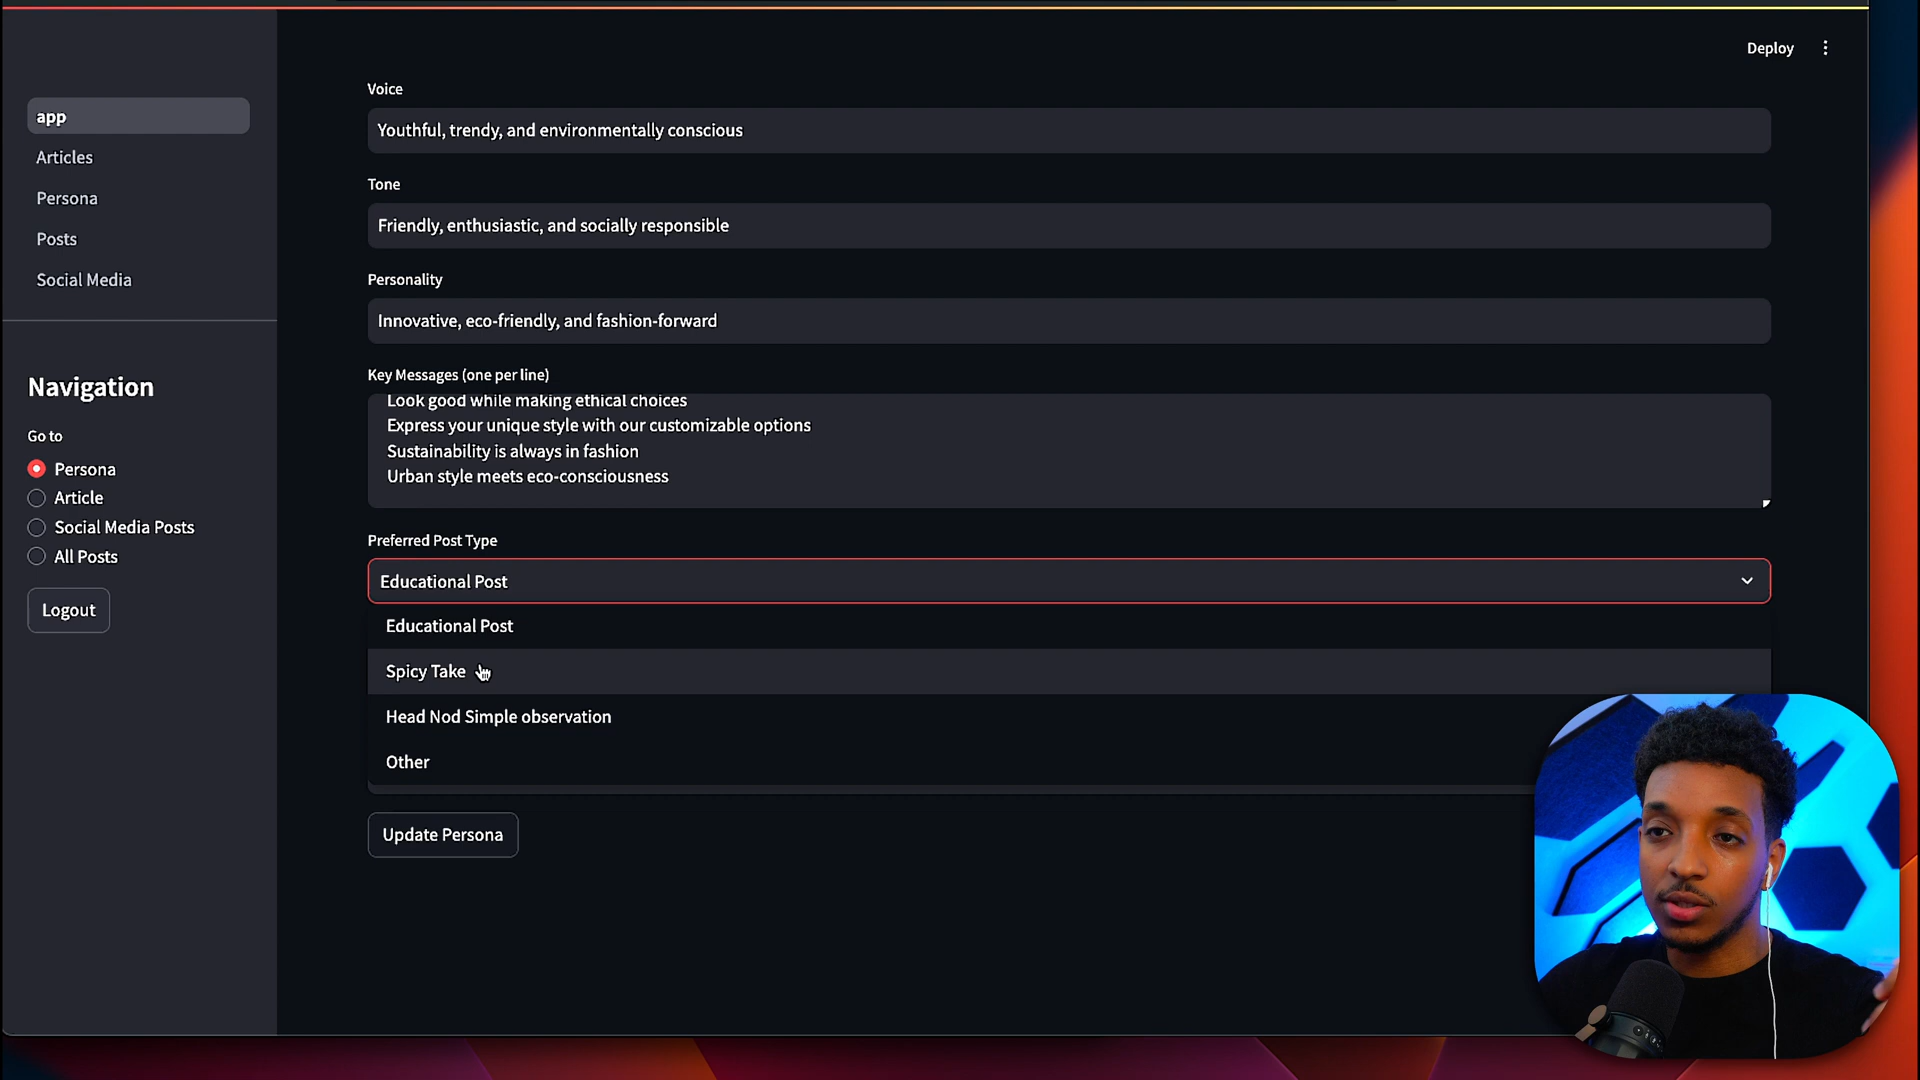 Deploy
app
Articles
Persona
Posts
Social Media
Navigation
Go to
Persona
Article
Social Media Posts
All Posts
Logout
Voice
Youthful, trendy, and environmentally conscious
Tone
Friendly, enthusiastic, and socially responsible
Personality
Innovative, eco-friendly, and fashion-forward
Key Messages (one per line)
Look good while making ethical choices
Express your unique style with our customizable options
Sustainability is always in fashion
Urban style meets eco-consciousness
Preferred Post Type
Educational Post
Educational Post
Spicy Take
Head Nod Simple observation
Other
Update Persona